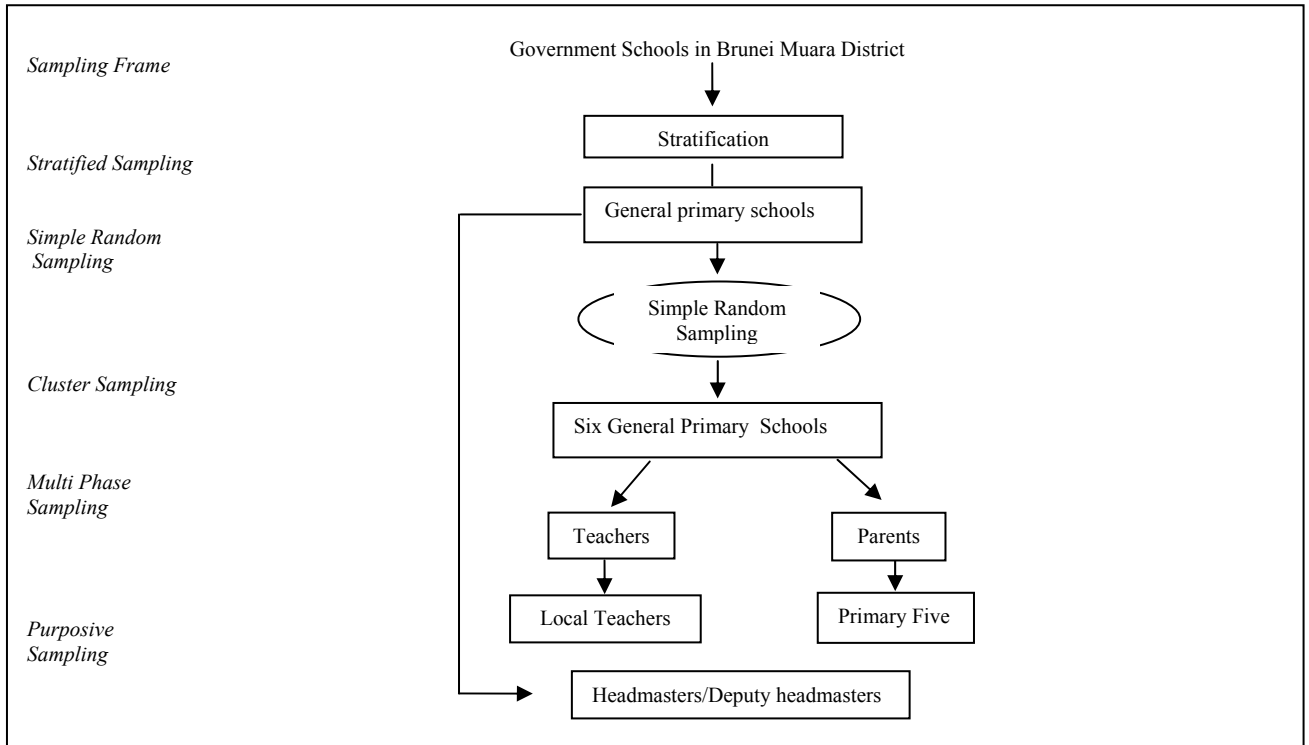 Government Schools in Brunei Muara District
Sampling Frame
Stratification
Stratified Sampling
General primary schools
Simple Random
Sampling
Simple Random
Sampling
Cluster Sampling
Six General Primary Schools
Multi Phase
Sampling
Teachers
Parents
Local Teachers
Primary Five
Purposive
Sampling
Headmasters/Deputy headmasters